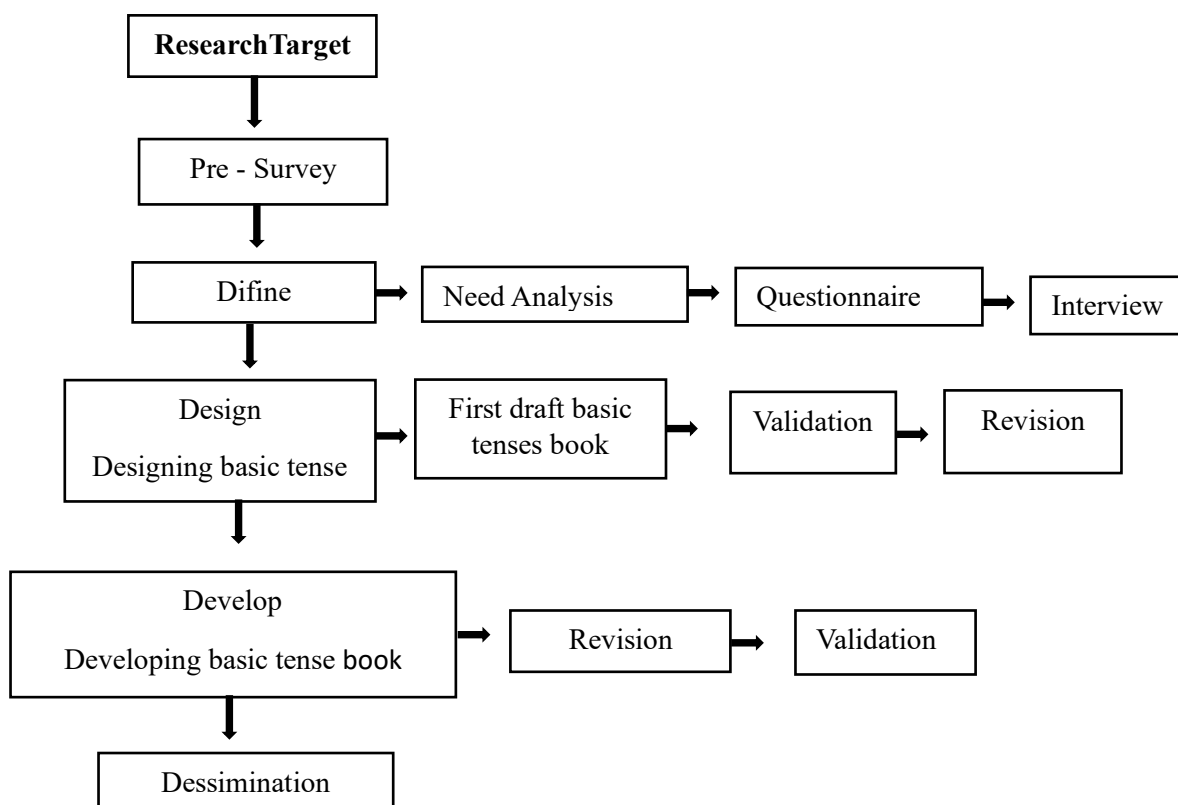 ResearchTarget
Pre - Survey
Difine
Need Analysis
Questionnaire
Interview
Design
Designing basic tense
First draft basic
tenses book
Validation
Revision
Develop
Developing basic tense book
Revision
Validation
Dessimination